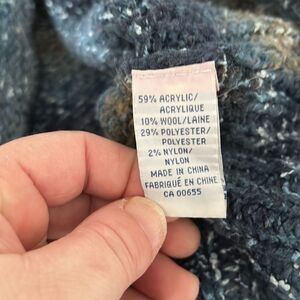 59% ACRYLIC/
ACRYLIQUE
10% WOOL/LAINE
29% POLYESTER/
POLYESTER
2% NYLON/
NYLON
MADE IN CHINA
FABRIQUÉ EN CHINE
CA 00655